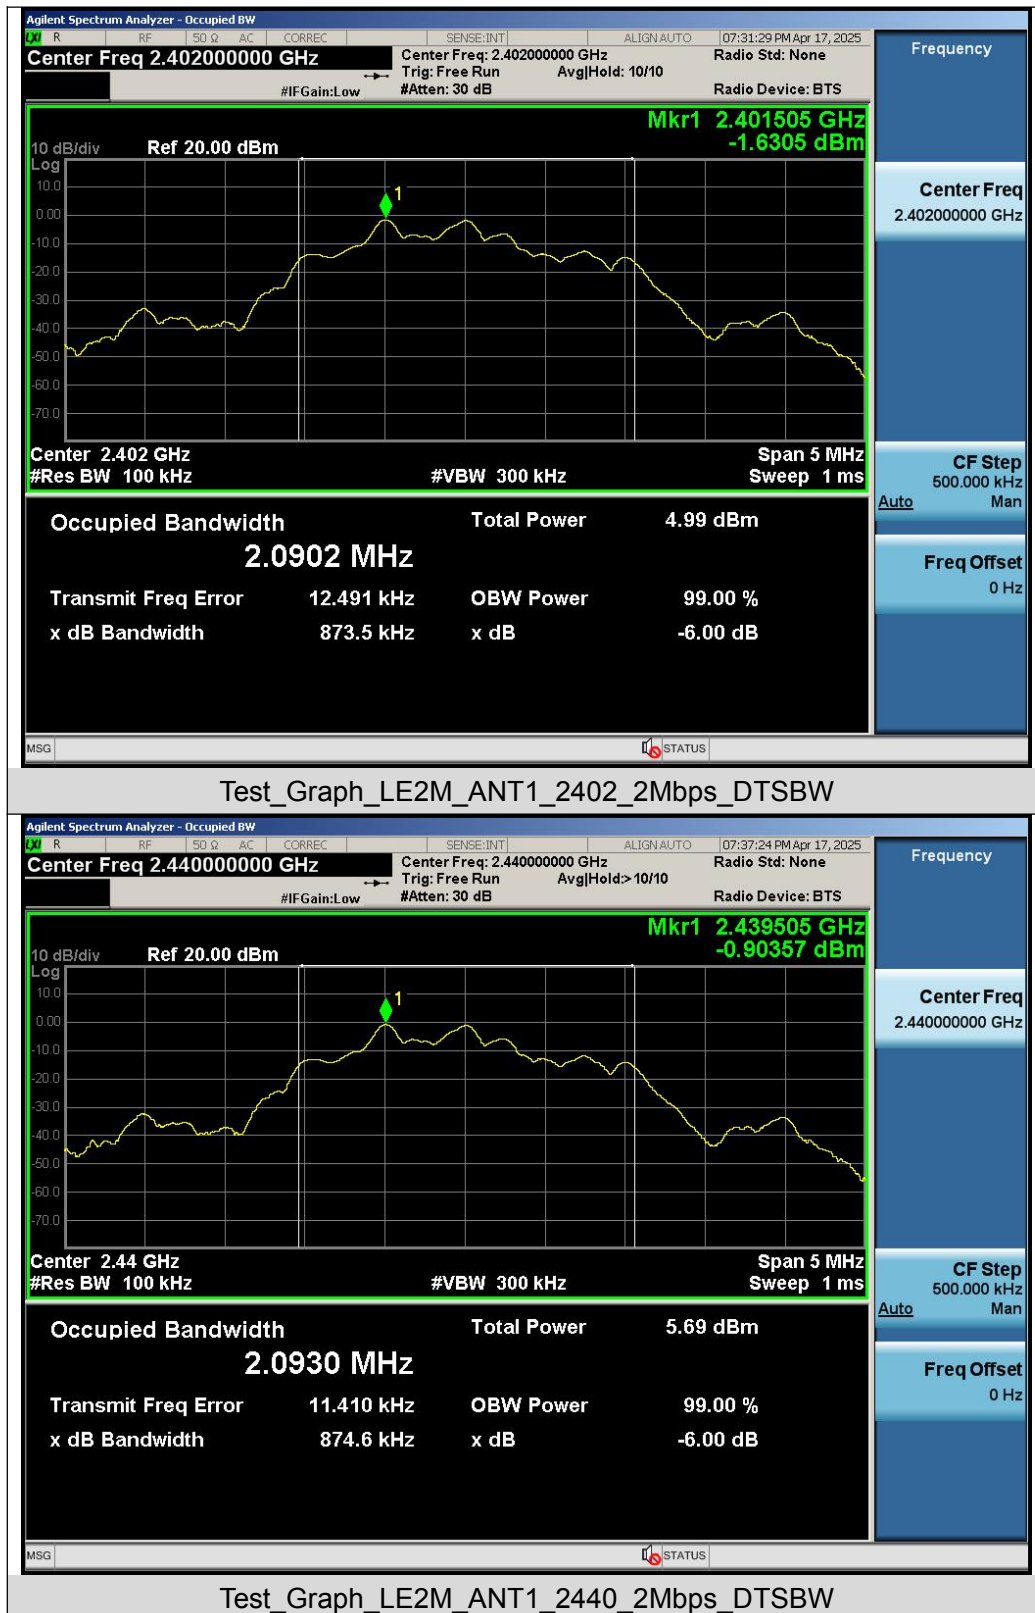 Agilent Spectrum Analyzer - Occupied BW
LXI R RF 50 Ω AC CORREC SENSE:INT ALIGNAUTO 07:31:29 PM Apr 17, 2025
Center Freq 2.402000000 GHz Center Freq: 2.402000000 GHz Radio Std: None
Trig: Free Run Avg|Hold: 10/10
#IFGain:Low #Atten: 30 dB Radio Device: BTS
Frequency
Mkr1 2.401505 GHz
-1.6305 dBm
10 dB/div Ref 20.00 dBm
Log
10.0
0.00
-10.0
-20.0
-30.0
-40.0
-50.0
-60.0
-70.0
1
Center 2.402 GHz Span 5 MHz
#Res BW 100 kHz #VBW 300 kHz Sweep 1 ms
Center Freq
2.402000000 GHz
CF Step
500.000 kHz
Auto Man
Freq Offset
0 Hz
Occupied Bandwidth Total Power 4.99 dBm
2.0902 MHz
Transmit Freq Error 12.491 kHz OBW Power 99.00 %
x dB Bandwidth 873.5 kHz x dB -6.00 dB
MSG STATUS
Test_Graph_LE2M_ANT1_2402_2Mbps_DTSBW
Agilent Spectrum Analyzer - Occupied BW
LXI R RF 50 Ω AC CORREC SENSE:INT ALIGNAUTO 07:37:24 PM Apr 17, 2025
Center Freq 2.440000000 GHz Center Freq: 2.440000000 GHz Radio Std: None
Trig: Free Run Avg|Hold:>10/10
#IFGain:Low #Atten: 30 dB Radio Device: BTS
Frequency
Mkr1 2.439505 GHz
-0.90357 dBm
10 dB/div Ref 20.00 dBm
Log
10.0
0.00
-10.0
-20.0
-30.0
-40.0
-50.0
-60.0
-70.0
1
Center 2.44 GHz Span 5 MHz
#Res BW 100 kHz #VBW 300 kHz Sweep 1 ms
Center Freq
2.440000000 GHz
CF Step
500.000 kHz
Auto Man
Freq Offset
0 Hz
Occupied Bandwidth Total Power 5.69 dBm
2.0930 MHz
Transmit Freq Error 11.410 kHz OBW Power 99.00 %
x dB Bandwidth 874.6 kHz x dB -6.00 dB
MSG STATUS
Test_Graph_LE2M_ANT1_2440_2Mbps_DTSBW